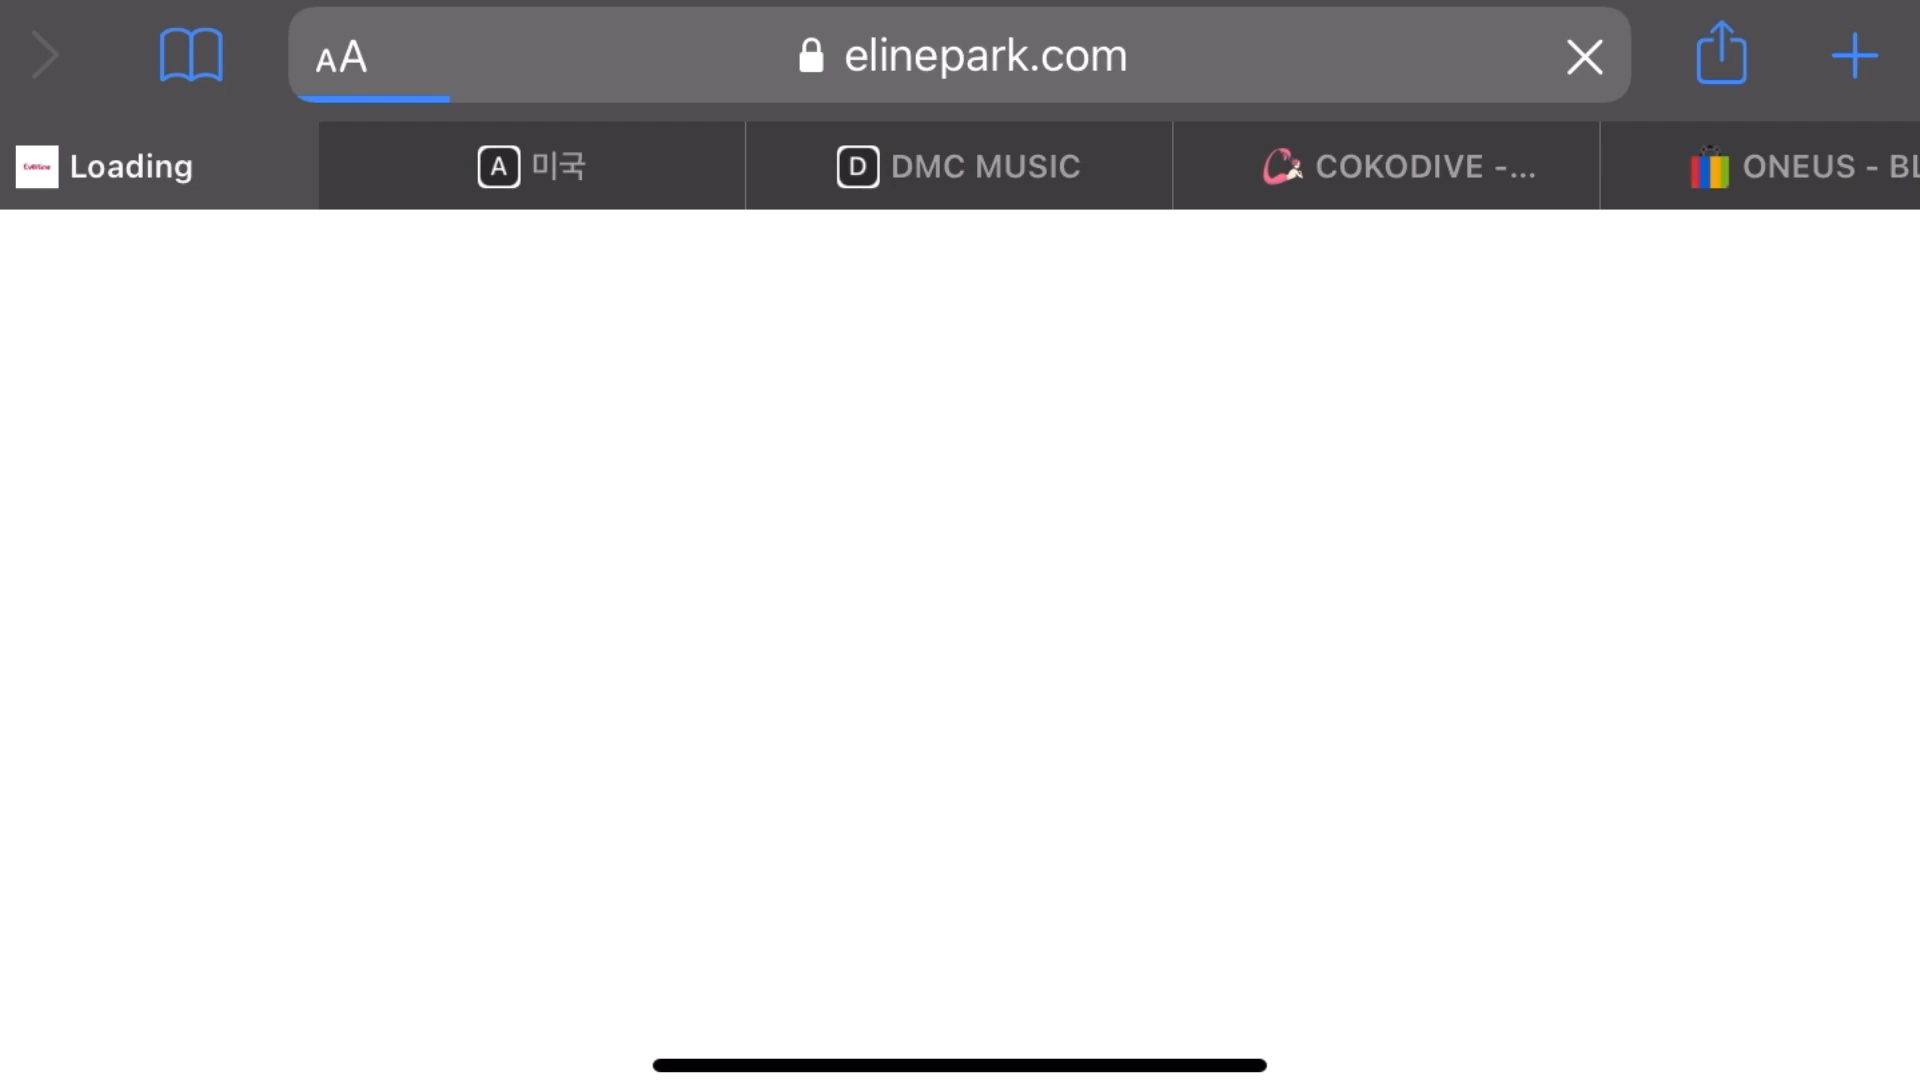 AA elinepark.com
Loading
A 미국
D DMC MUSIC
COKODIVE -...
ONEUS - BL